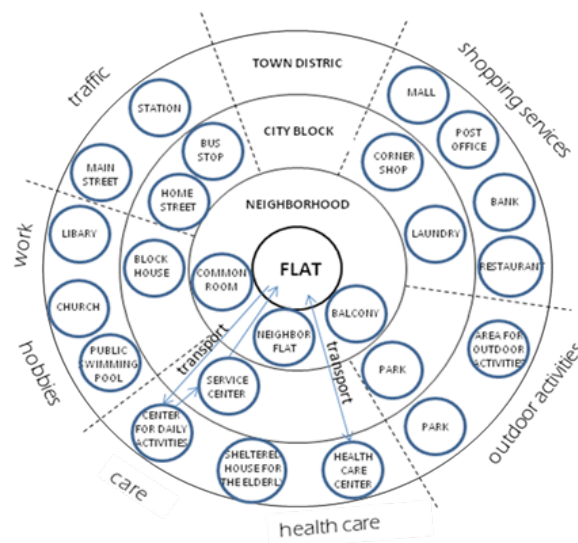 TOWN DISTRIC
traffic
shopping services
STATION
MALL
CITY BLOCK
BUS
STOP
POST
OFFICE
CORNER
SHOP
MAIN
STREET
HOME
STREET
NEIGHBORHOOD
BANK
work
LIBARY
LAUNDRY
BLOCK
HOUSE
COMMON
ROOM
FLAT
RESTAURANT
CHURCH
BALCONY
hobbies
PUBLIC
SWIMMING
POOL
transport
NEIGHBOR
FLAT
transport
AREA FOR
OUTDOOR
ACTIVITIES
SERVICE
CENTER
PARK
outdoor activities
CENTER
FOR DAILY
ACTIVITIES
PARK
care
SHELTERED
HOUSE FOR
THE ELDERLY
HEALTH
CARE
CENTER
health care